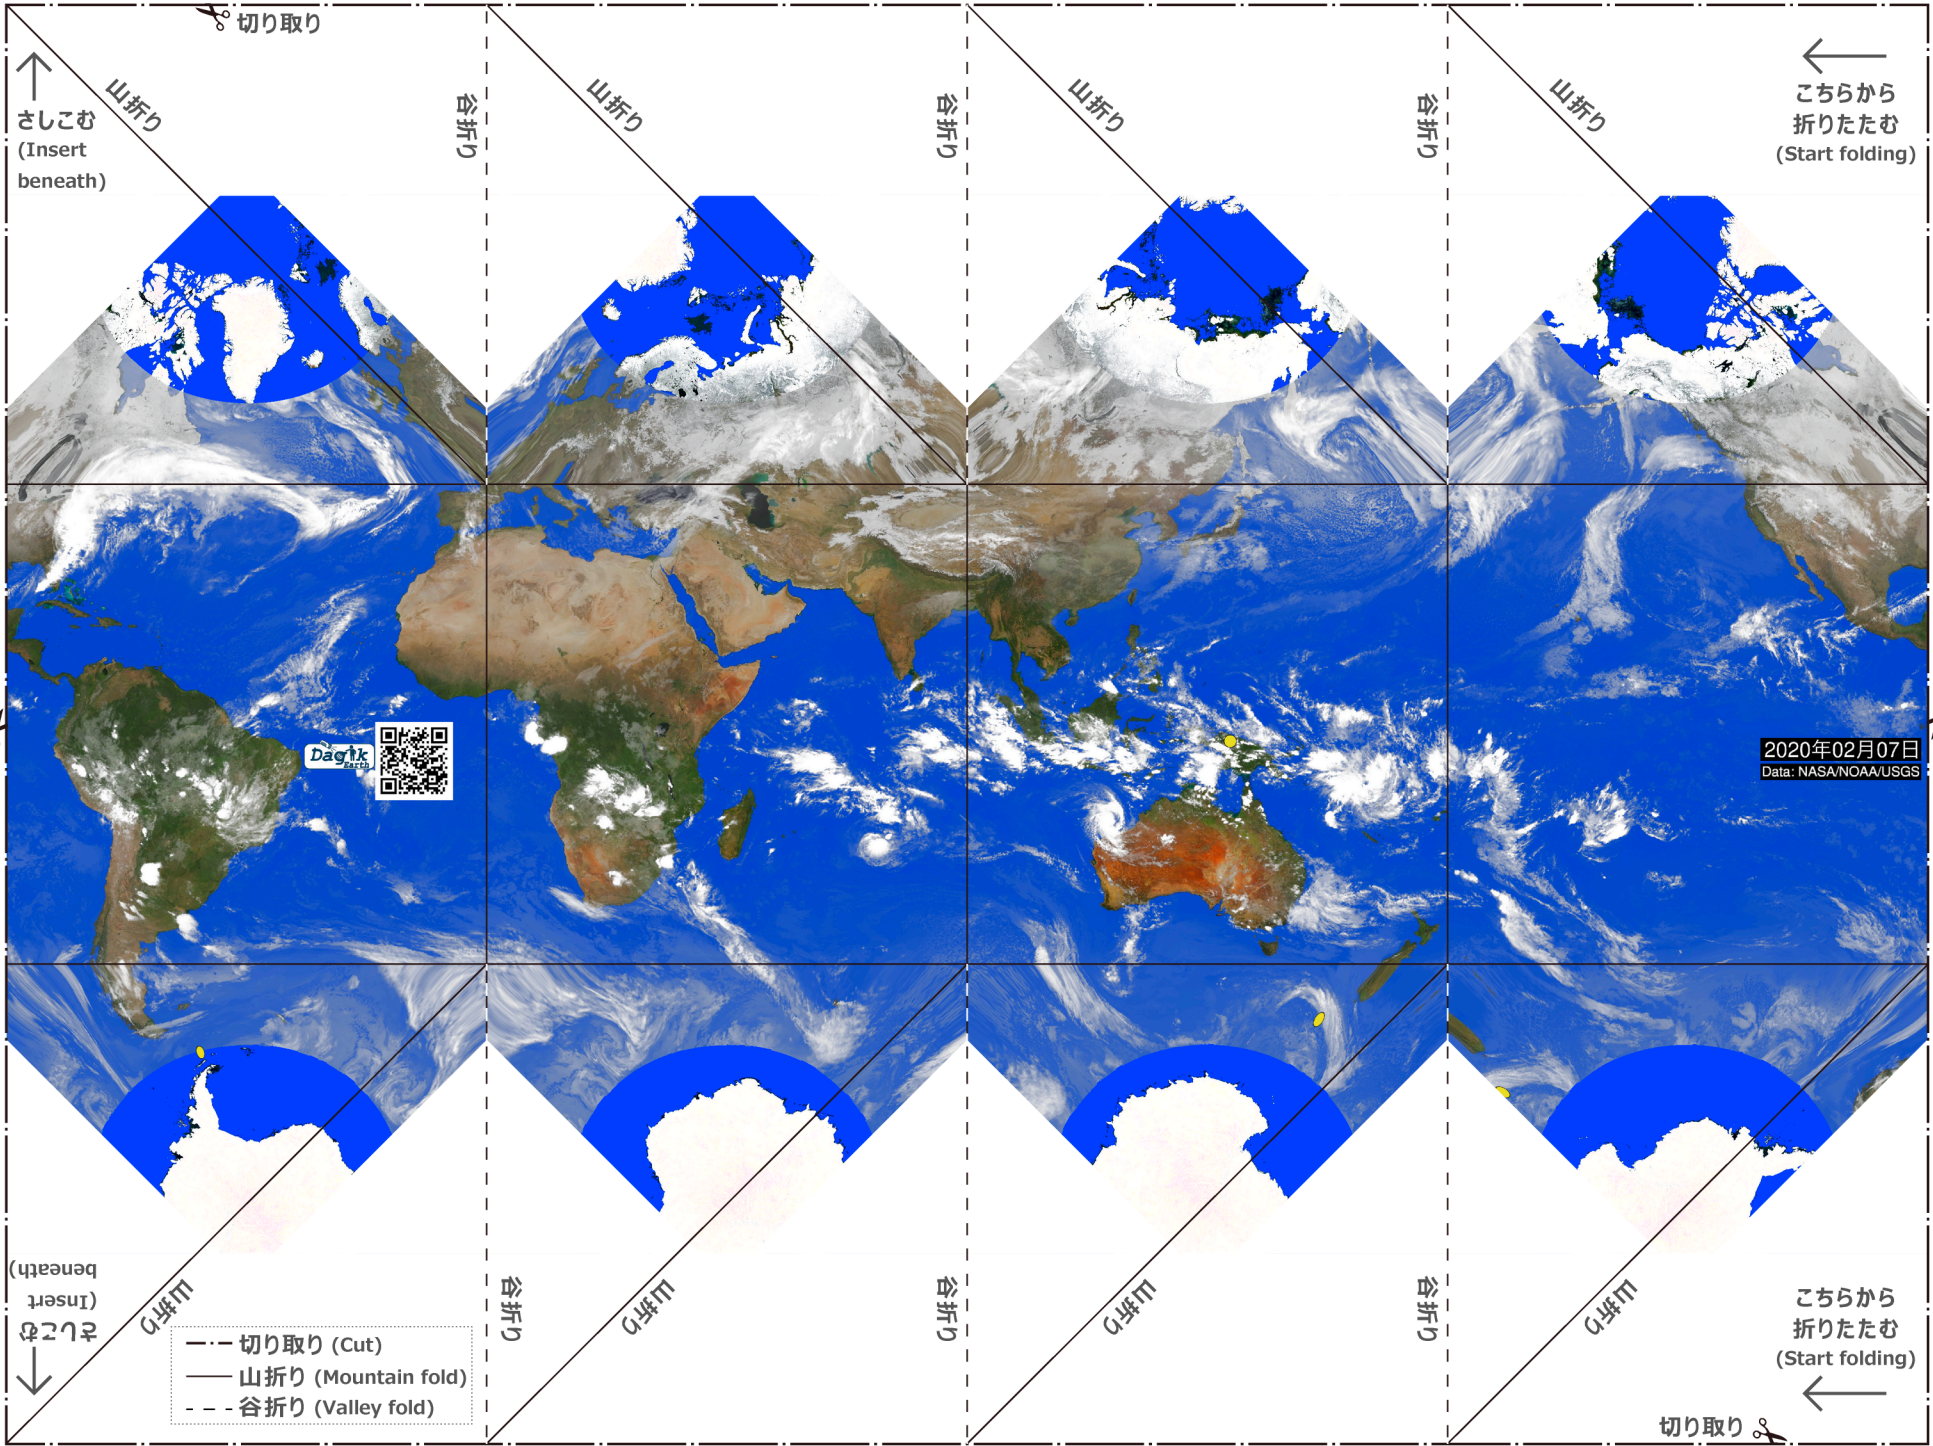 切り取り
さしこむ
(Insert
beneath)
山折り
谷折り
山折り
谷折り
山折り
谷折り
山折り
こちらから
折りたたむ
(Start folding)
Dagik
Earth
2020年02月07日
Data: NASA/NOAA/USGS
さしこむ
(Insert
beneath)
山折り
谷折り
山折り
谷折り
山折り
谷折り
山折り
こちらから
折りたたむ
(Start folding)
切り取り (Cut)
山折り (Mountain fold)
谷折り (Valley fold)
切り取り